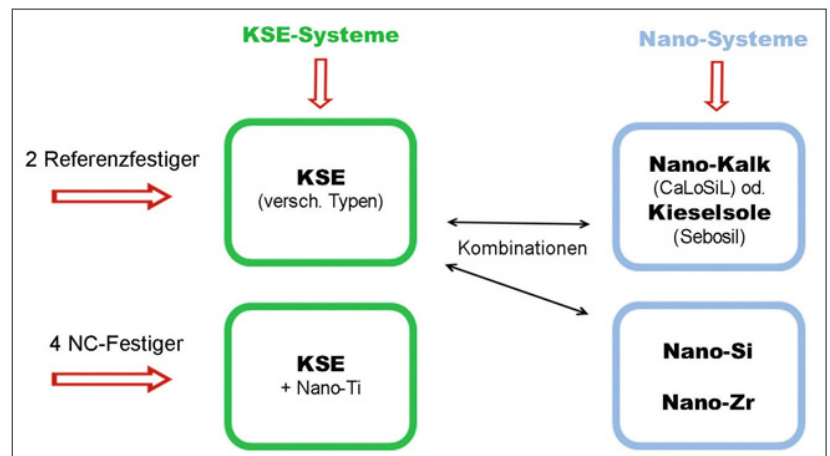 KSE-Systeme
Nano-Systeme
2 Referenzfestiger
KSE
(versch. Typen)
Nano-Kalk
(CaLoSiL) od.
Kieselsole
(Sebosil)
Kombinationen
4 NC-Festiger
KSE
+ Nano-Ti
Nano-Si
Nano-Zr